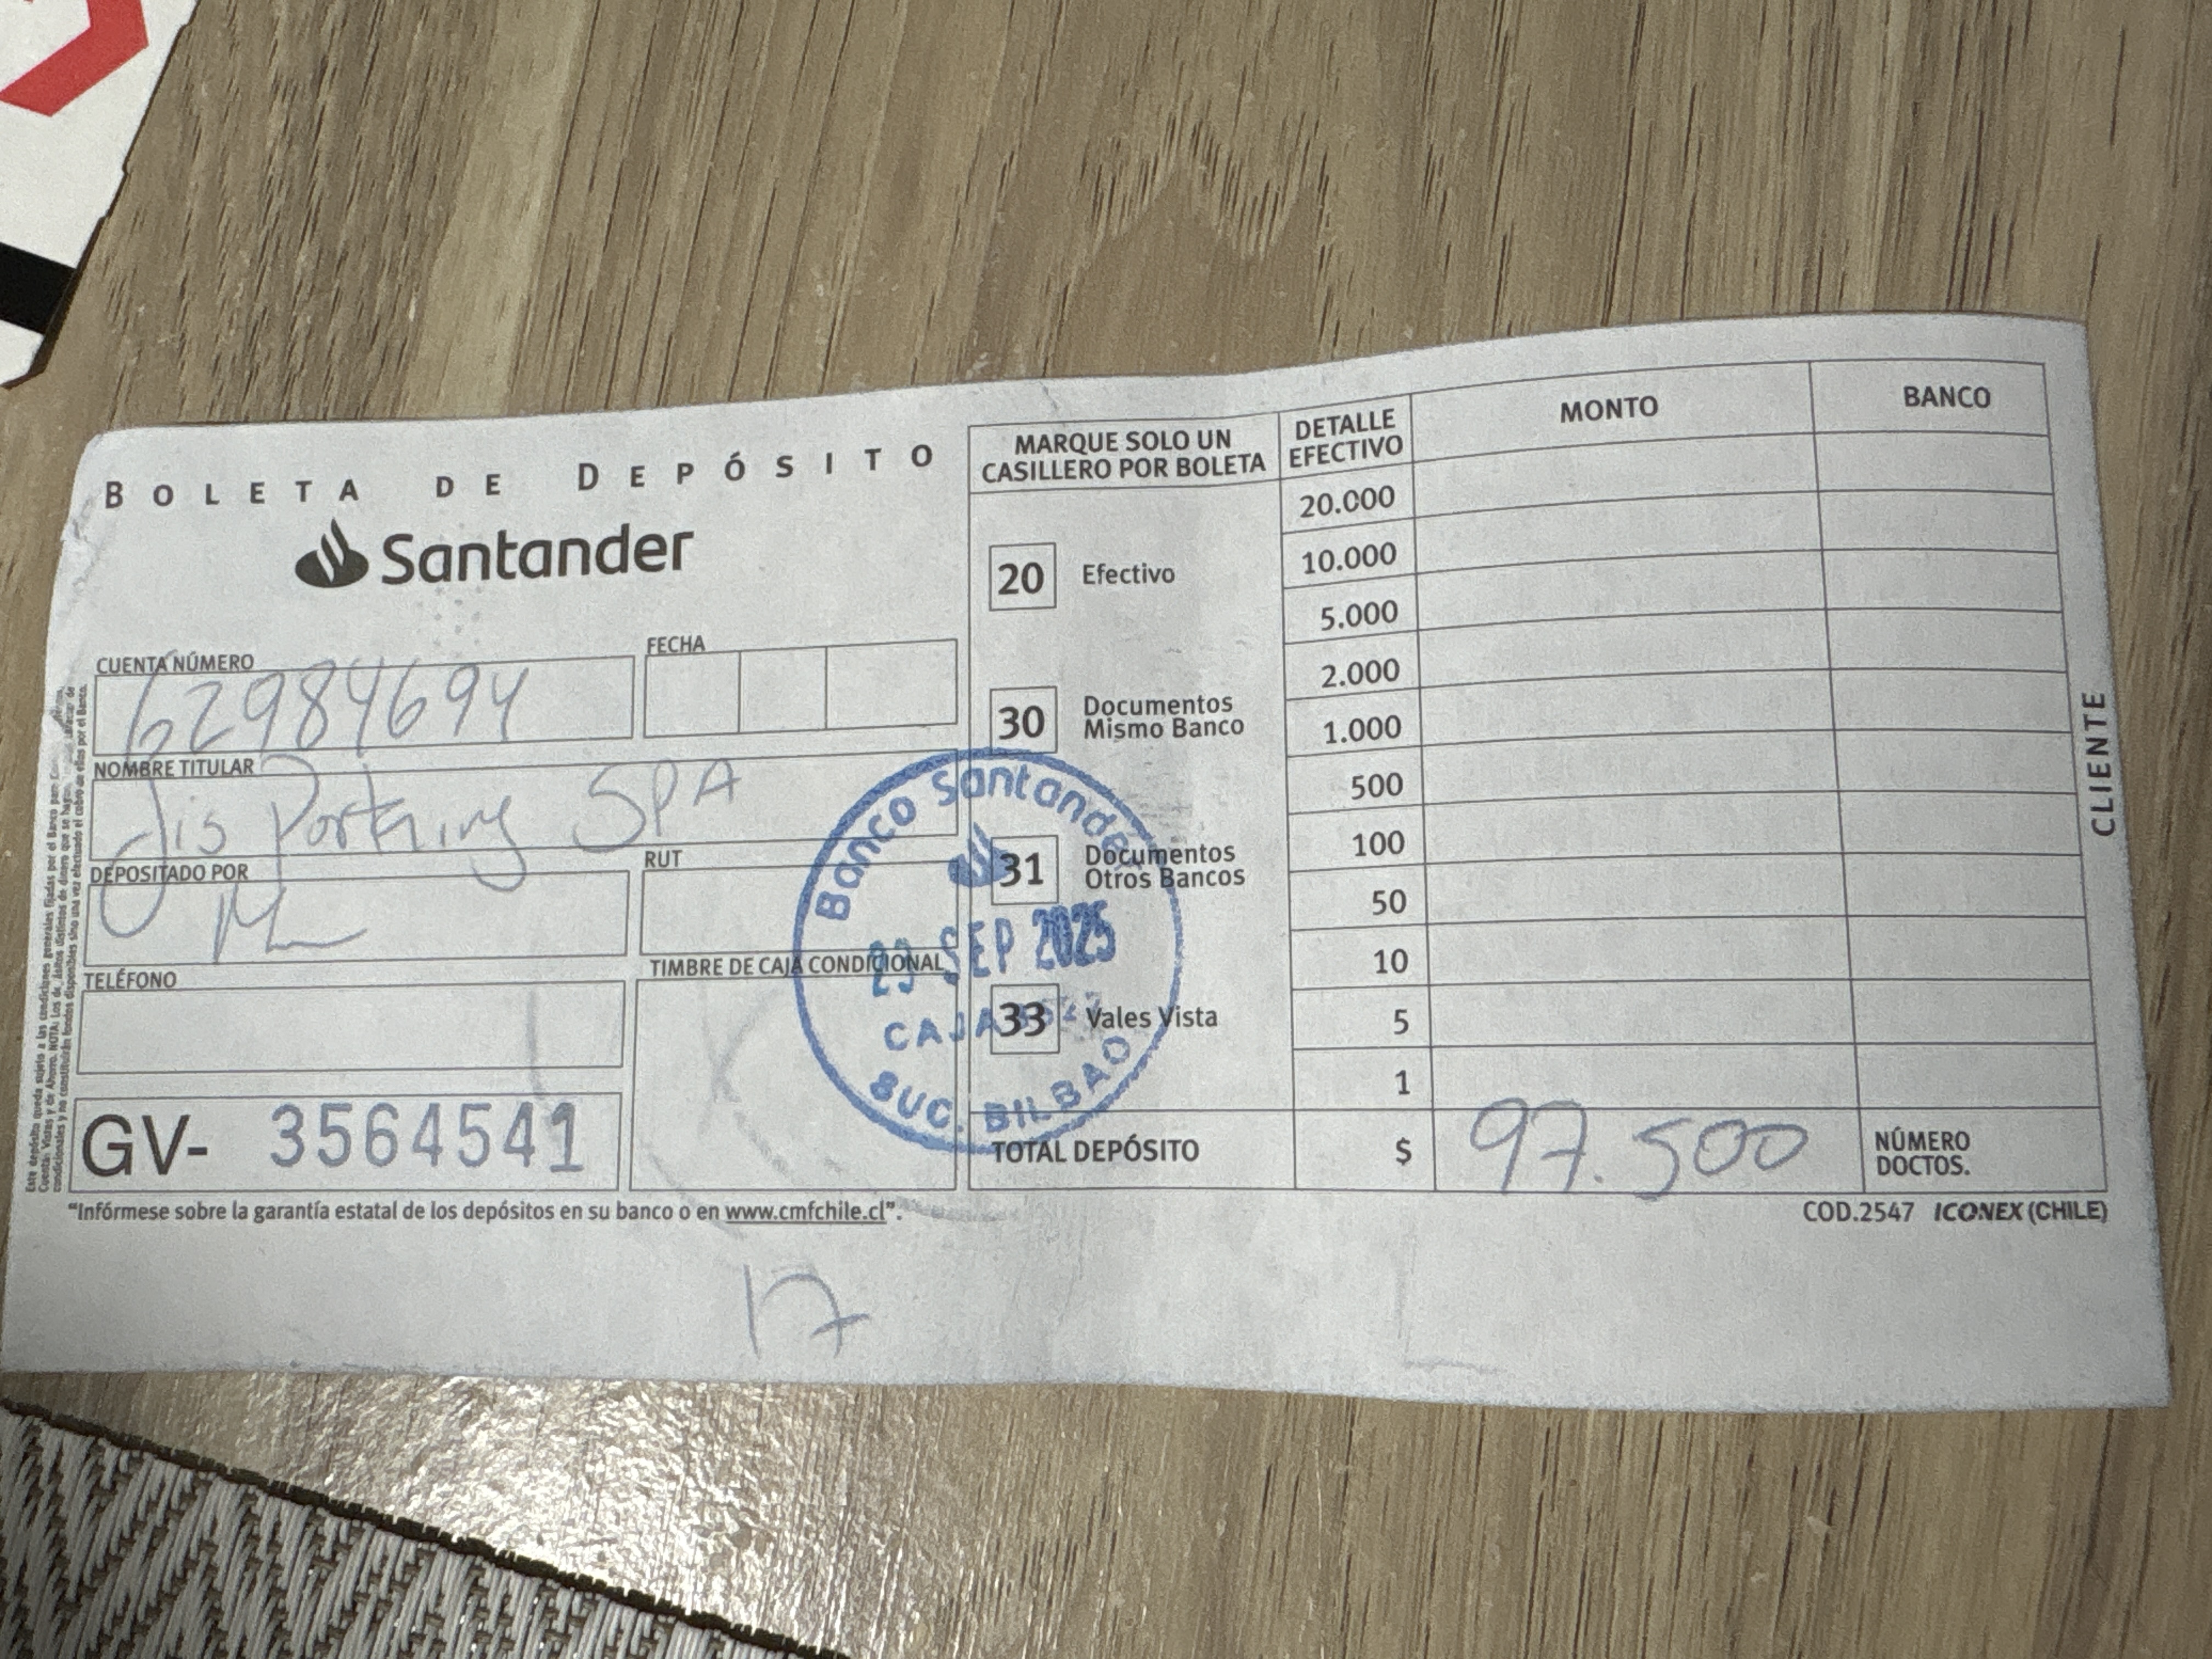 BOLETA DE DEPÓSITO
Santander
CUENTA NÚMERO
62984694
FECHA
NOMBRE TITULAR
Jis Parking SPA
DEPOSITADO POR
RUT
TELÉFONO
TIMBRE DE CAJA CONDICIONAL
GV- 3564541
"Infórmese sobre la garantía estatal de los depósitos en su banco o en www.cmfchile.cl".
17
MARQUE SOLO UN
CASILLERO POR BOLETA
20 Efectivo
30 Documentos
Mismo Banco
31 Documentos
Otros Bancos
33 Vales Vista
Banco Santander
SEP 2025
CAJA
SUC. BILBAO
DETALLE
EFECTIVO
MONTO
BANCO
20.000
10.000
5.000
2.000
1.000
500
100
50
10
5
1
TOTAL DEPÓSITO $ 97.500
NÚMERO
DOCTOS.
COD.2547 ICONEX (CHILE)
CLIENTE